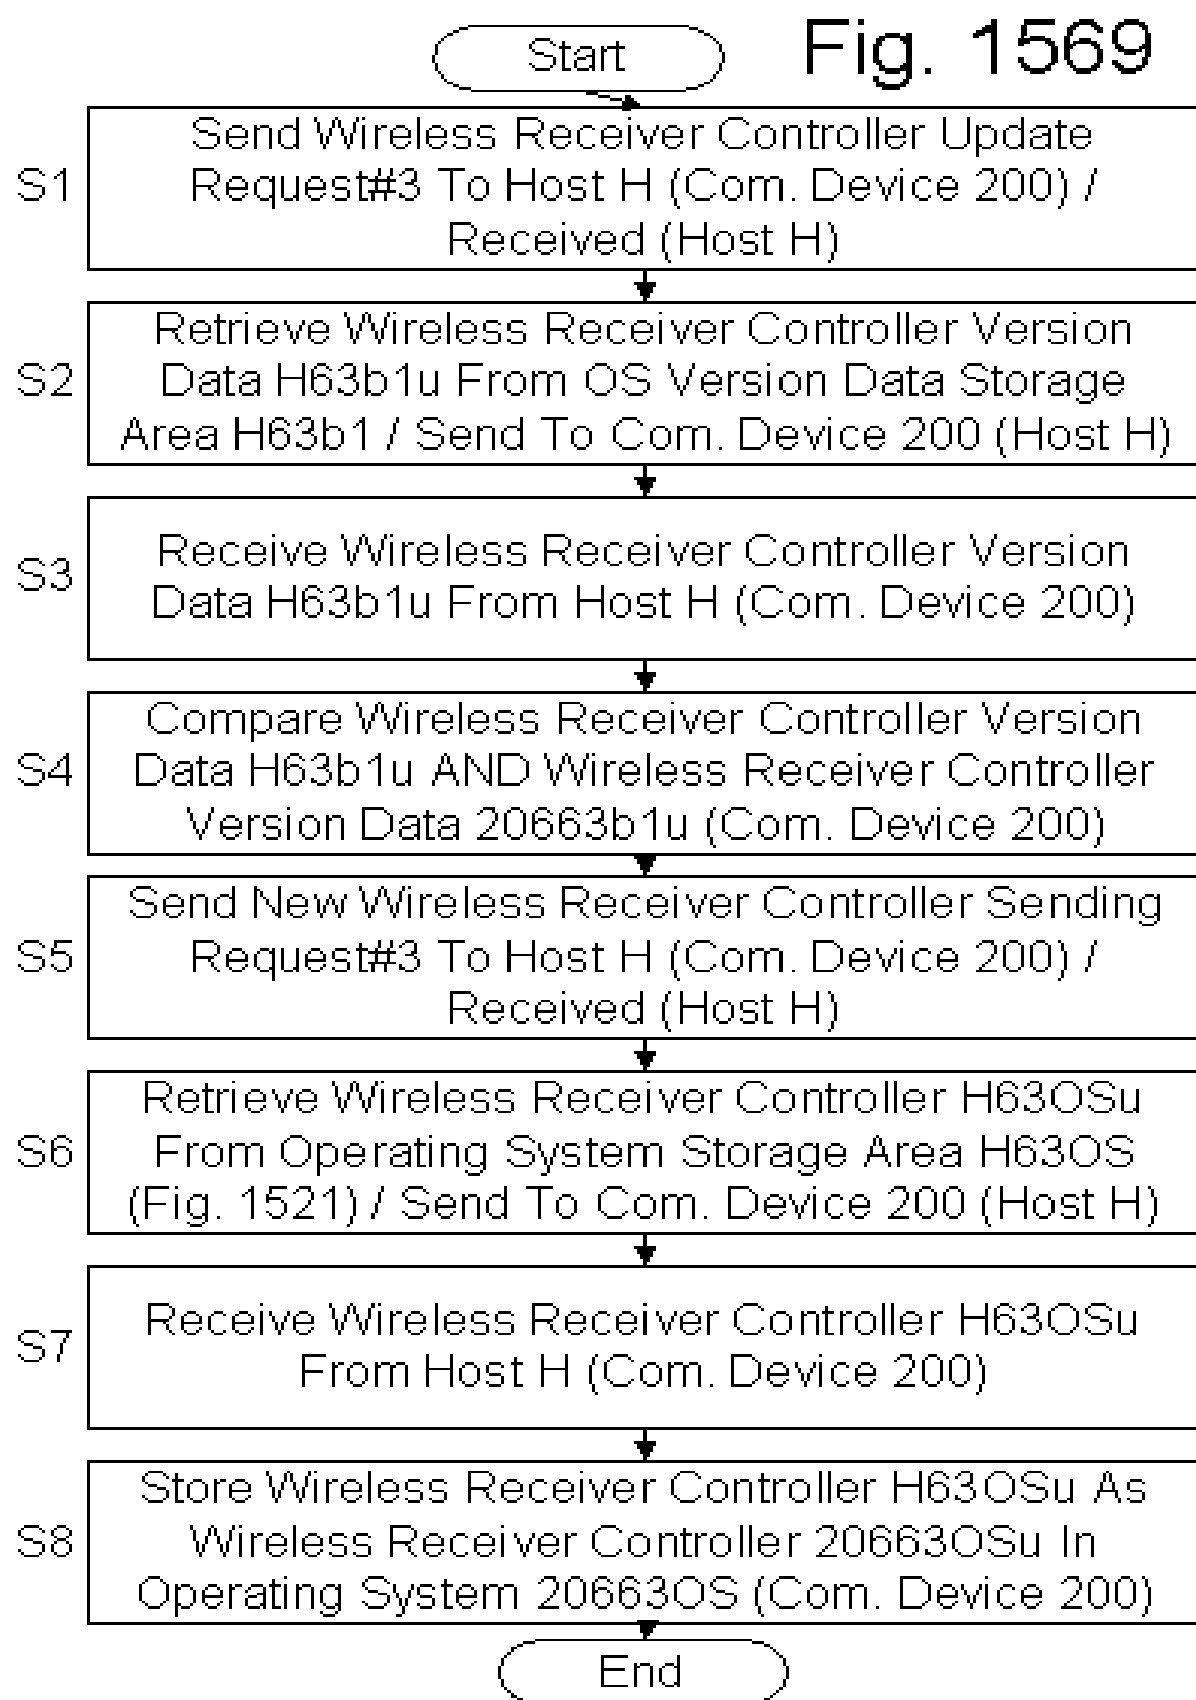 Start
Fig. 1569
S1
Send Wireless Receiver Controller Update
Request#3 To Host H (Com. Device 200) /
Received (Host H)
S2
Retrieve Wireless Receiver Controller Version
Data H63b1u From OS Version Data Storage
Area H63b1 / Send To Com. Device 200 (Host H)
S3
Receive Wireless Receiver Controller Version
Data H63b1u From Host H (Com. Device 200)
S4
Compare Wireless Receiver Controller Version
Data H63b1u AND Wireless Receiver Controller
Version Data 20663b1u (Com. Device 200)
S5
Send New Wireless Receiver Controller Sending
Request#3 To Host H (Com. Device 200) /
Received (Host H)
S6
Retrieve Wireless Receiver Controller H63OSu
From Operating System Storage Area H63OS
(Fig. 1521) / Send To Com. Device 200 (Host H)
S7
Receive Wireless Receiver Controller H63OSu
From Host H (Com. Device 200)
S8
Store Wireless Receiver Controller H63OSu As
Wireless Receiver Controller 20663OSu In
Operating System 20663OS (Com. Device 200)
End